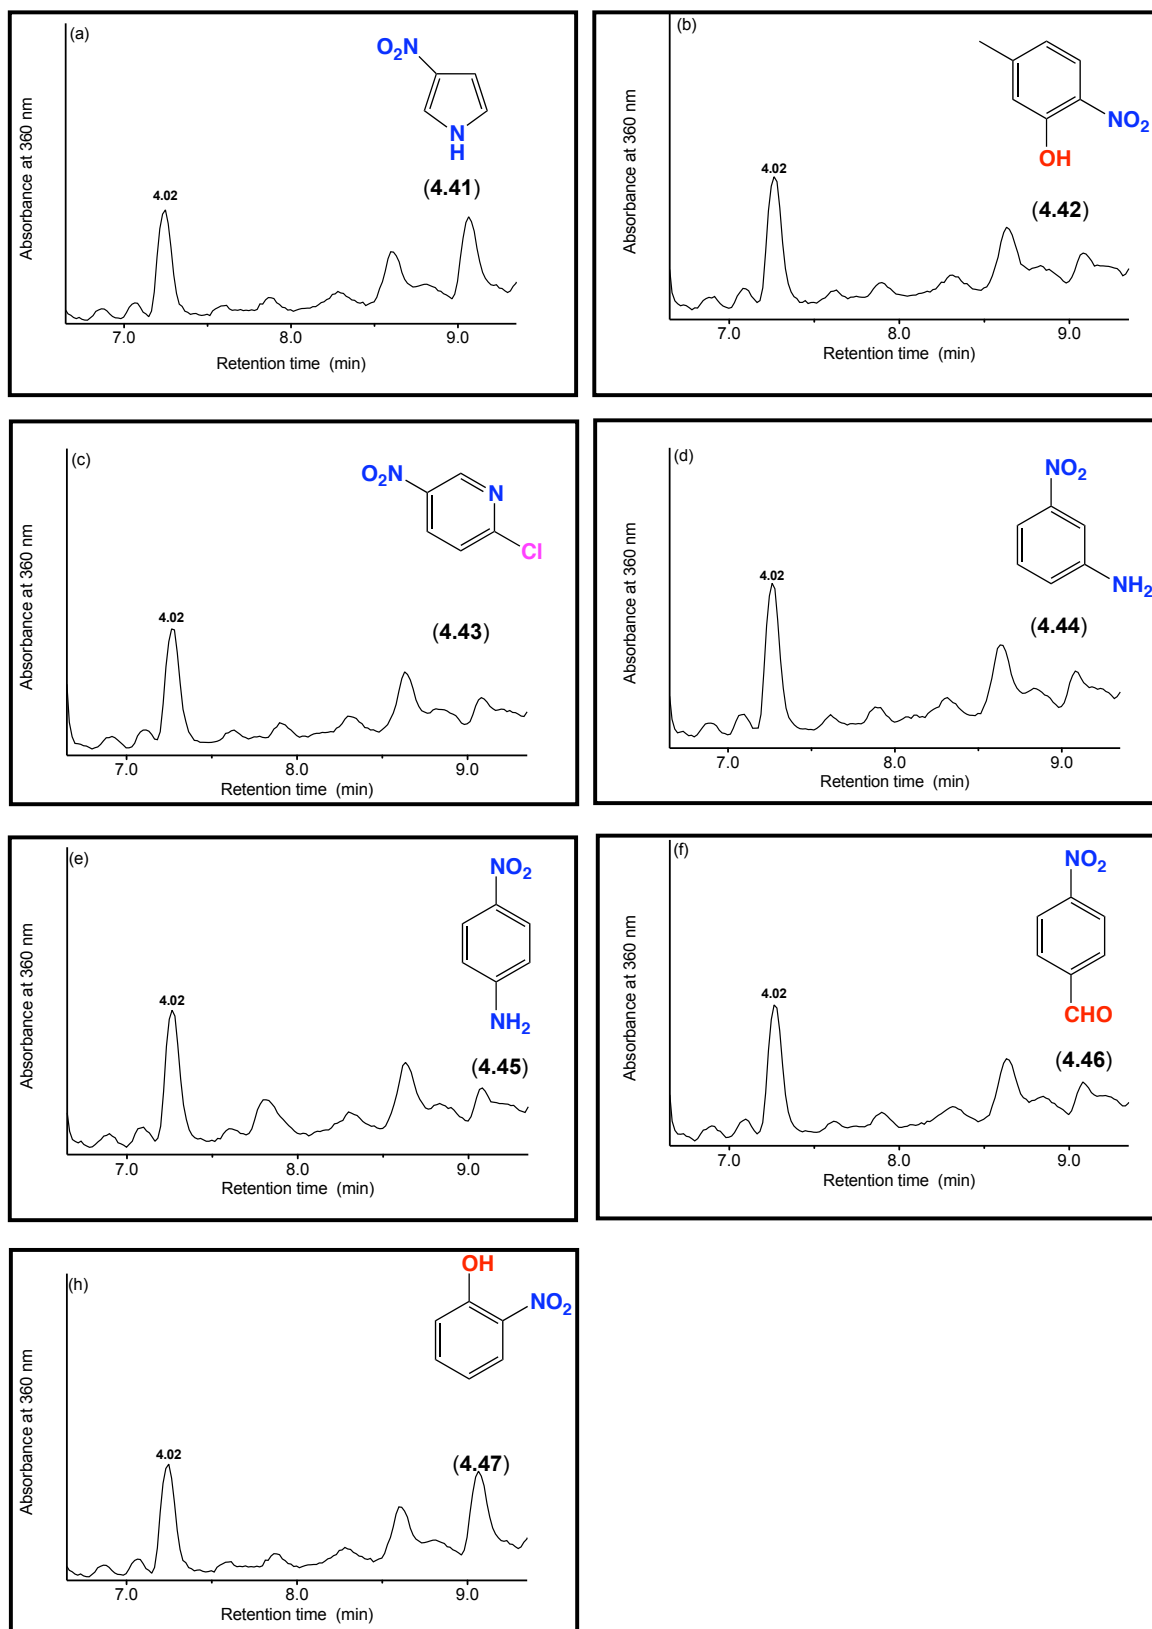 (a)
O2N
N
H
(4.41)
4.02
Absorbance at 360 nm
7.0 8.0 9.0
Retention time (min)
(b)
NO2
OH
(4.42)
4.02
Absorbance at 360 nm
7.0 8.0 9.0
Retention time (min)
(c)
O2N
N
Cl
(4.43)
4.02
Absorbance at 360 nm
7.0 8.0 9.0
Retention time (min)
(d)
NO2
NH2
(4.44)
4.02
Absorbance at 360 nm
7.0 8.0 9.0
Retention time (min)
(e)
NO2
NH2
(4.45)
4.02
Absorbance at 360 nm
7.0 8.0 9.0
Retention time (min)
(f)
NO2
CHO
(4.46)
4.02
Absorbance at 360 nm
7.0 8.0 9.0
Retention time (min)
(h)
OH
NO2
(4.47)
4.02
Absorbance at 360 nm
7.0 8.0 9.0
Retention time (min)